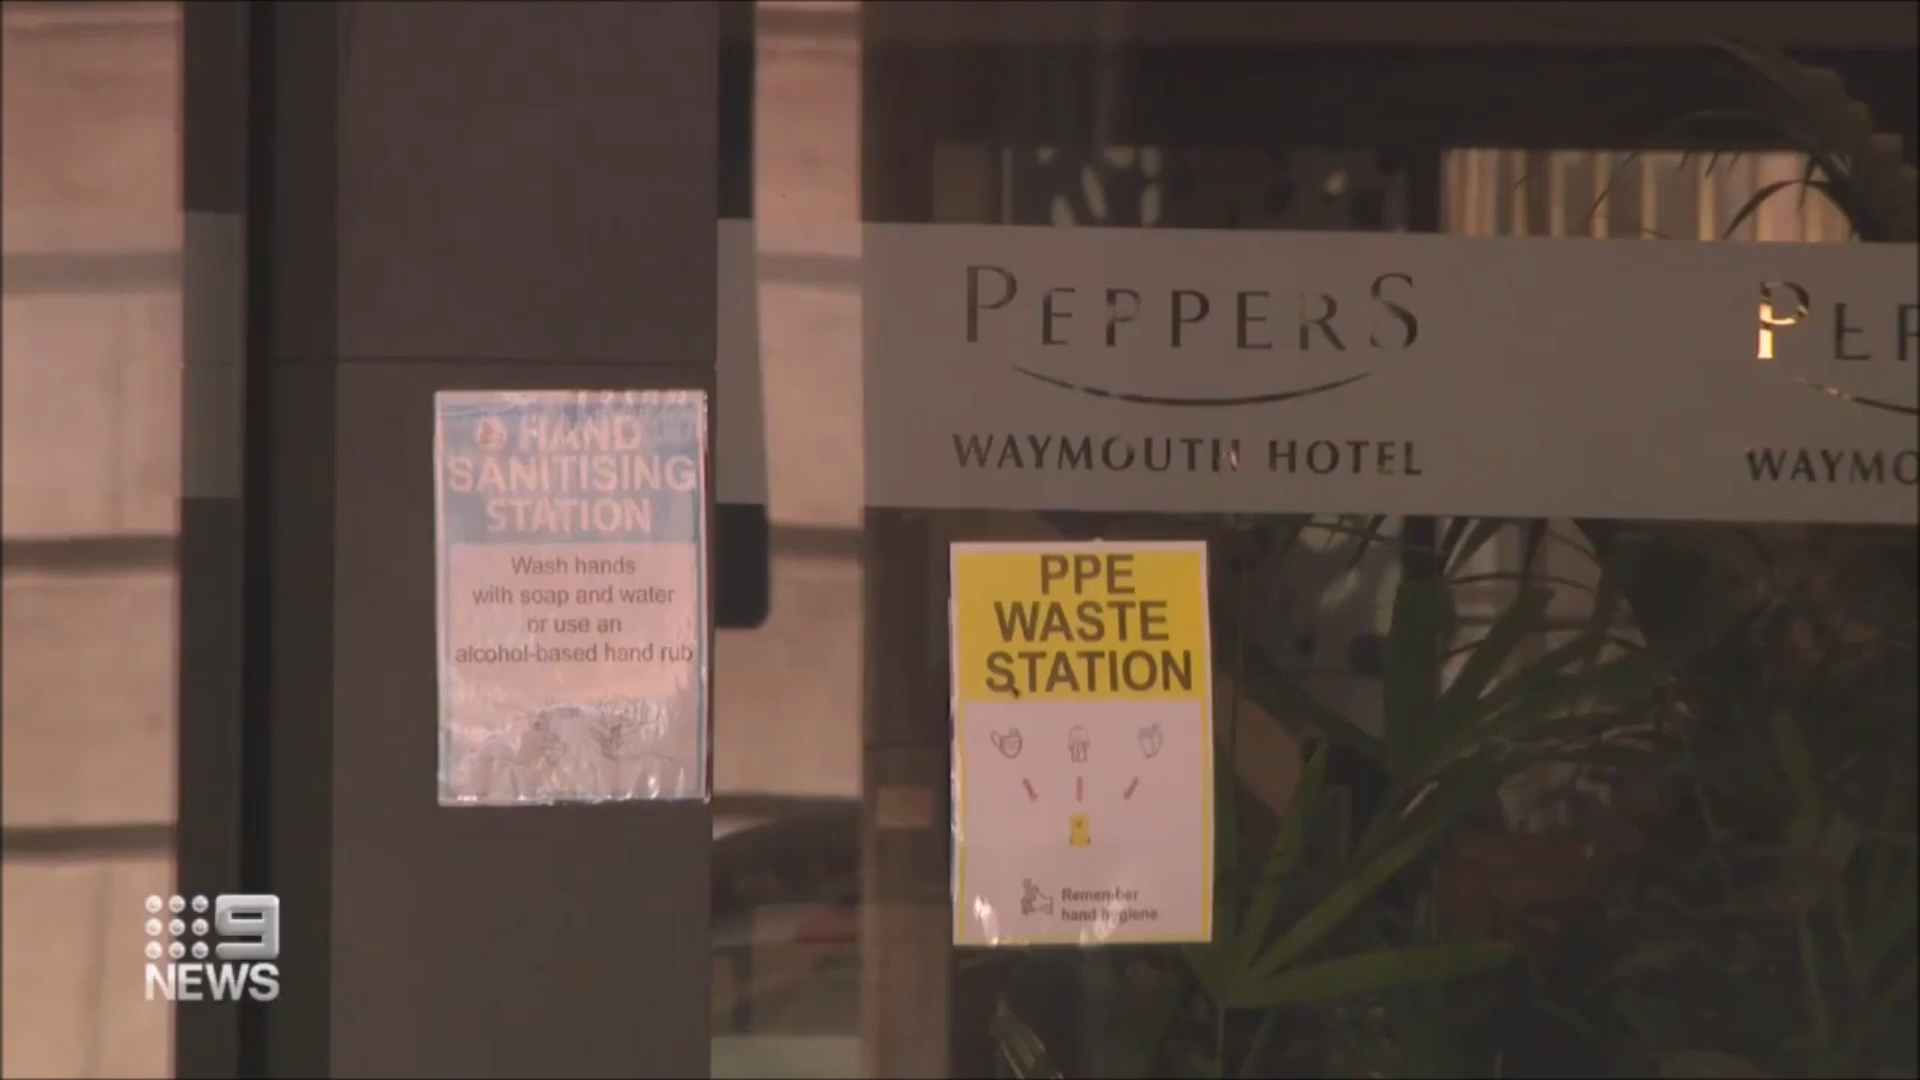 PEPPERS
WAYMOUTH HOTEL
PEP
WAYMO
HAND
SANITISING
STATION
Wash hands
with soap and water
or use an
alcohol-based hand rub
PPE
WASTE
STATION
Remember
hand hygiene
9
NEWS